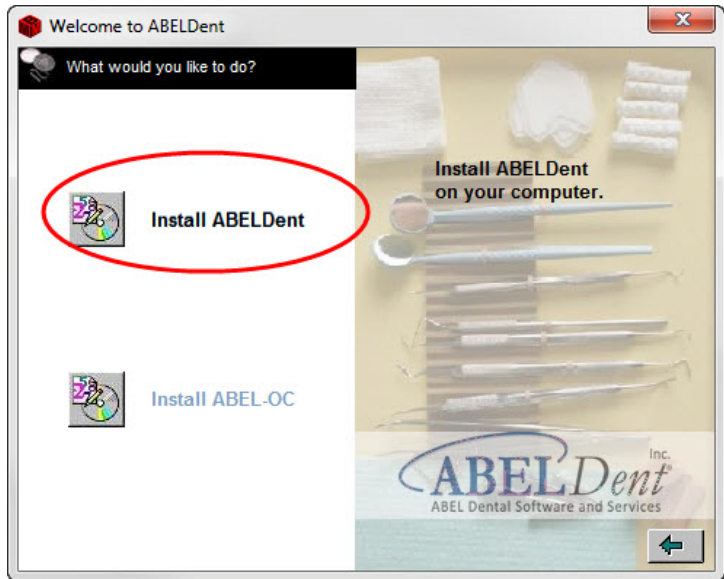 Welcome to ABELDent
What would you like to do?
Install ABELDent
on your computer.
Install ABELDent
Install ABEL-OC
ABELDent Inc.
ABEL Dental Software and Services